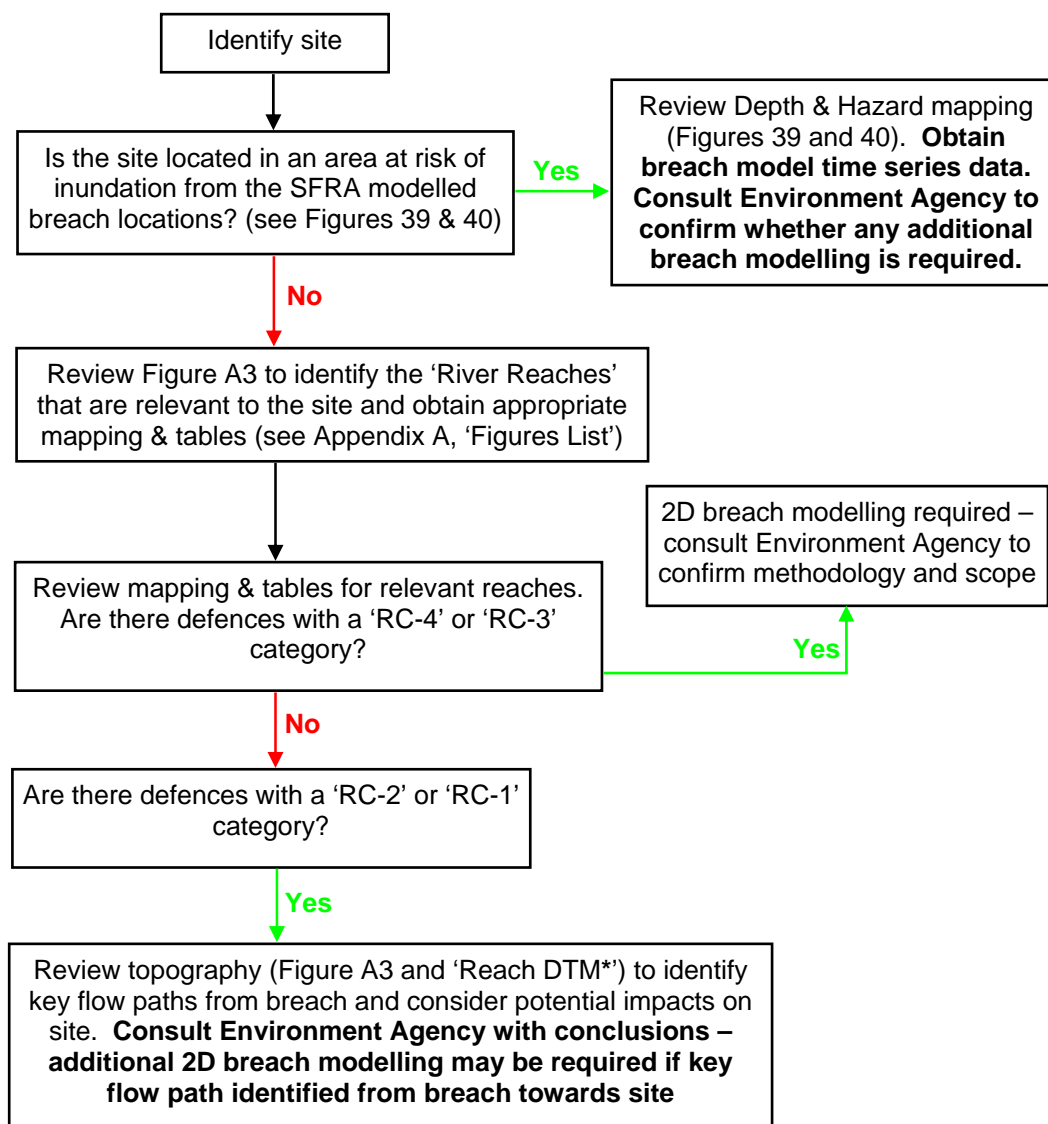 Identify site
Is the site located in an area at risk of
inundation from the SFRA modelled
breach locations? (see Figures 39 & 40)
Yes
Review Depth & Hazard mapping
(Figures 39 and 40).  Obtain
breach model time series data.
Consult Environment Agency to
confirm whether any additional
breach modelling is required.
No
Review Figure A3 to identify the ‘River Reaches’
that are relevant to the site and obtain appropriate
mapping & tables (see Appendix A, ‘Figures List’)
Review mapping & tables for relevant reaches.
Are there defences with a ‘RC-4’ or ‘RC-3’
category?
Yes
2D breach modelling required –
consult Environment Agency to
confirm methodology and scope
No
Are there defences with a ‘RC-2’ or ‘RC-1’
category?
Yes
Review topography (Figure A3 and ‘Reach DTM*’) to identify
key flow paths from breach and consider potential impacts on
site.  Consult Environment Agency with conclusions –
additional 2D breach modelling may be required if key
flow path identified from breach towards site